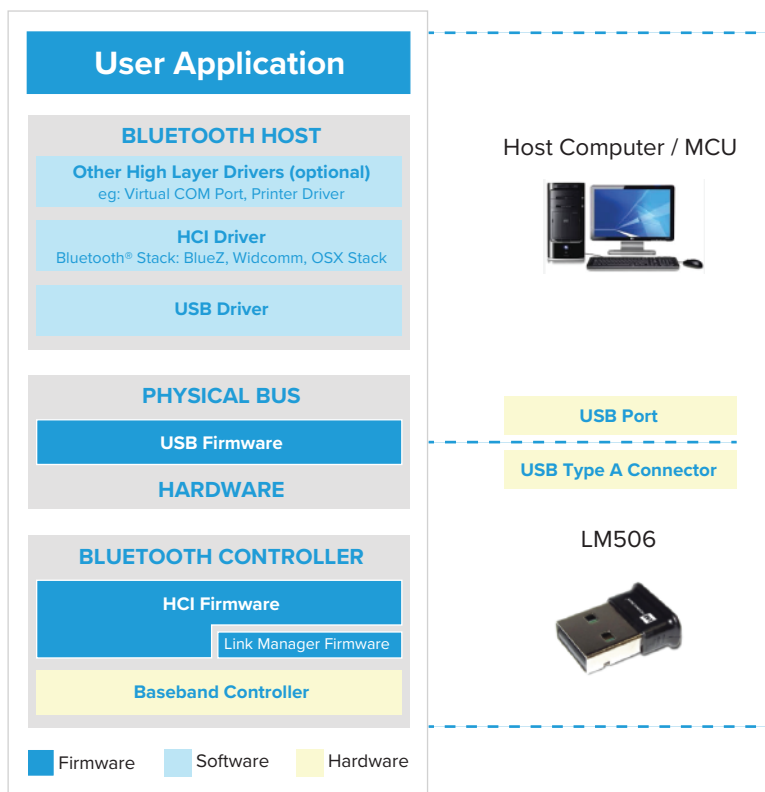 User Application
BLUETOOTH HOST
Other High Layer Drivers (optional)
eg: Virtual COM Port, Printer Driver
HCI Driver
Bluetooth® Stack: BlueZ, Widcomm, OSX Stack
USB Driver
PHYSICAL BUS
USB Firmware
HARDWARE
BLUETOOTH CONTROLLER
HCI Firmware
Link Manager Firmware
Baseband Controller
Firmware
Software
Hardware
Host Computer / MCU
USB Port
USB Type A Connector
LM506